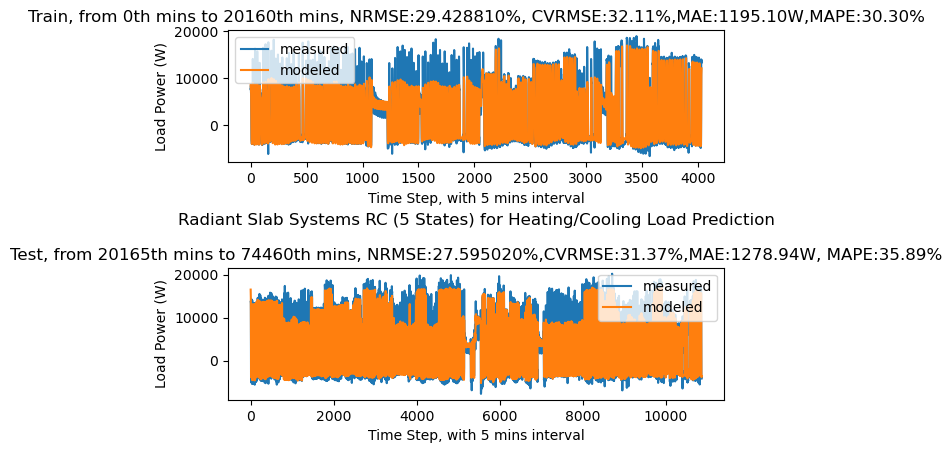 Train, from 0th mins to 20160th mins, NRMSE:29.428810%, CVRMSE:32.11%,MAE:1195.10W,MAPE:30.30%
20000
10000
0
Load Power (W)
measured
modeled
0 500 1000 1500 2000 2500 3000 3500 4000
Time Step, with 5 mins interval
Radiant Slab Systems RC (5 States) for Heating/Cooling Load Prediction
Test, from 20165th mins to 74460th mins, NRMSE:27.595020%,CVRMSE:31.37%,MAE:1278.94W, MAPE:35.89%
20000
10000
0
Load Power (W)
measured
modeled
0 2000 4000 6000 8000 10000
Time Step, with 5 mins interval